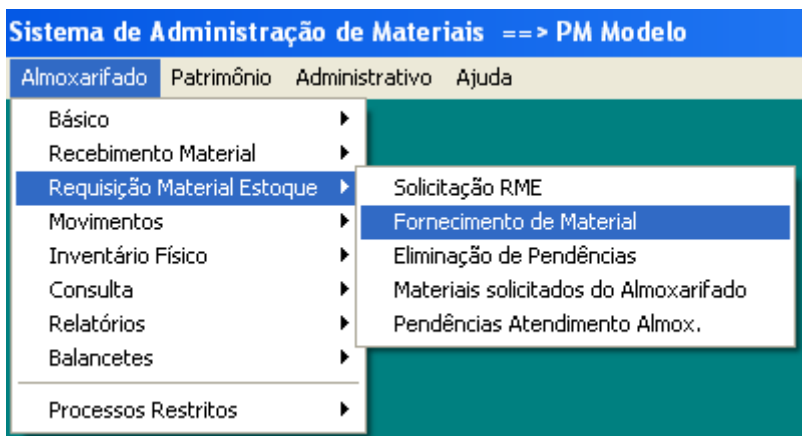 Sistema de Administração de Materiais ==> PM Modelo
Almoxarifado Patrimônio Administrativo Ajuda
Básico
Recebimento Material
Requisição Material Estoque
Movimentos
Inventário Físico
Consulta
Relatórios
Balancetes
Processos Restritos
Solicitação RME
Fornecimento de Material
Eliminação de Pendências
Materiais solicitados do Almoxarifado
Pendências Atendimento Almox.